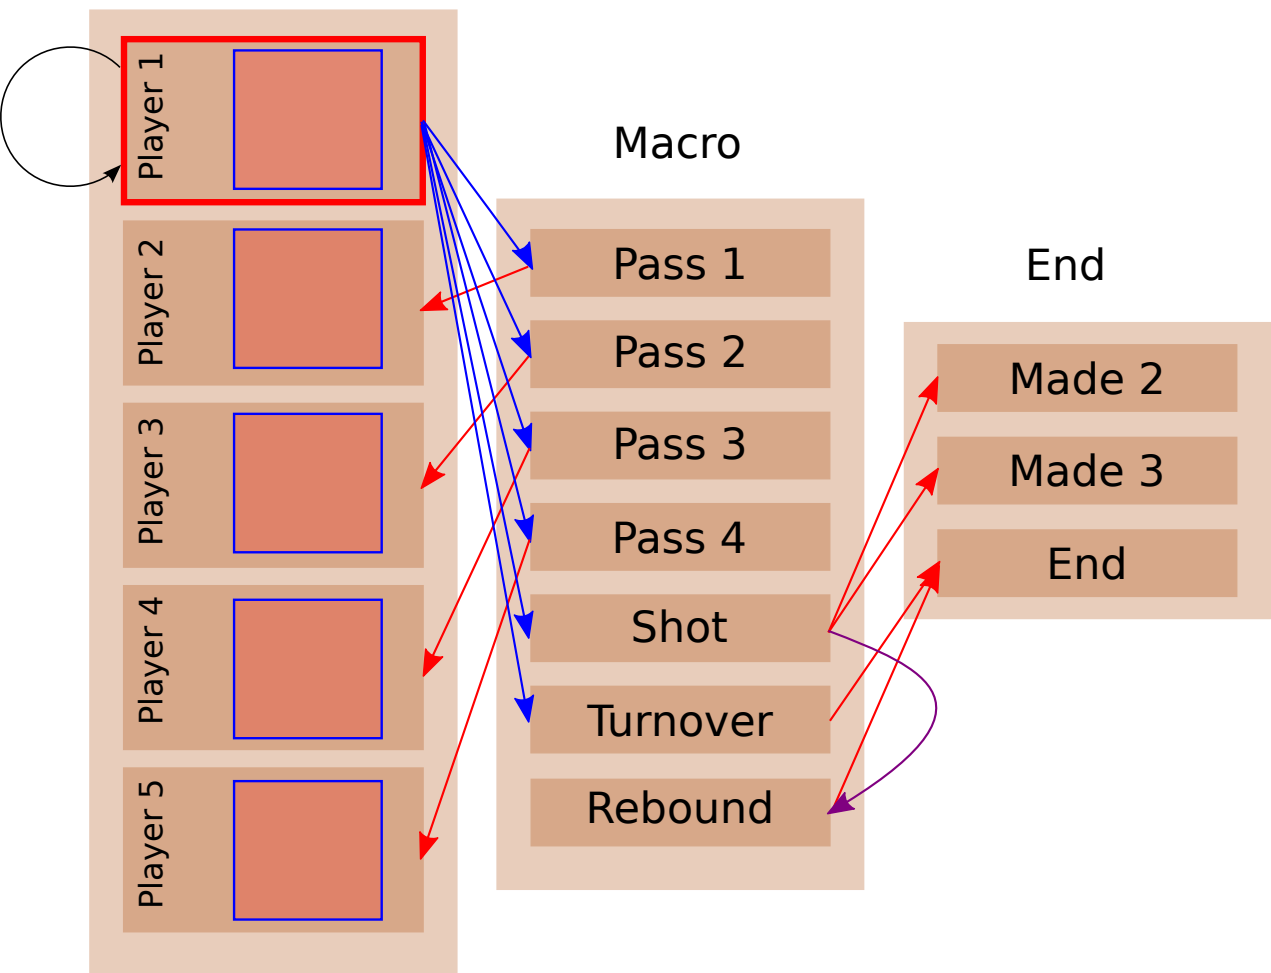 Player 1
Player 2
Player 3
Player 4
Player 5
Macro
Pass 1
Pass 2
Pass 3
Pass 4
Shot
Turnover
Rebound
End
Made 2
Made 3
End